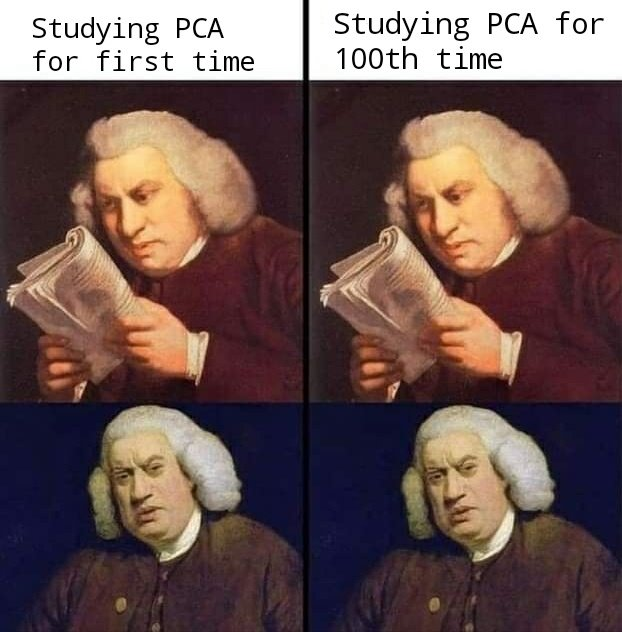 Studying PCA
for first time
Studying PCA for
100th time